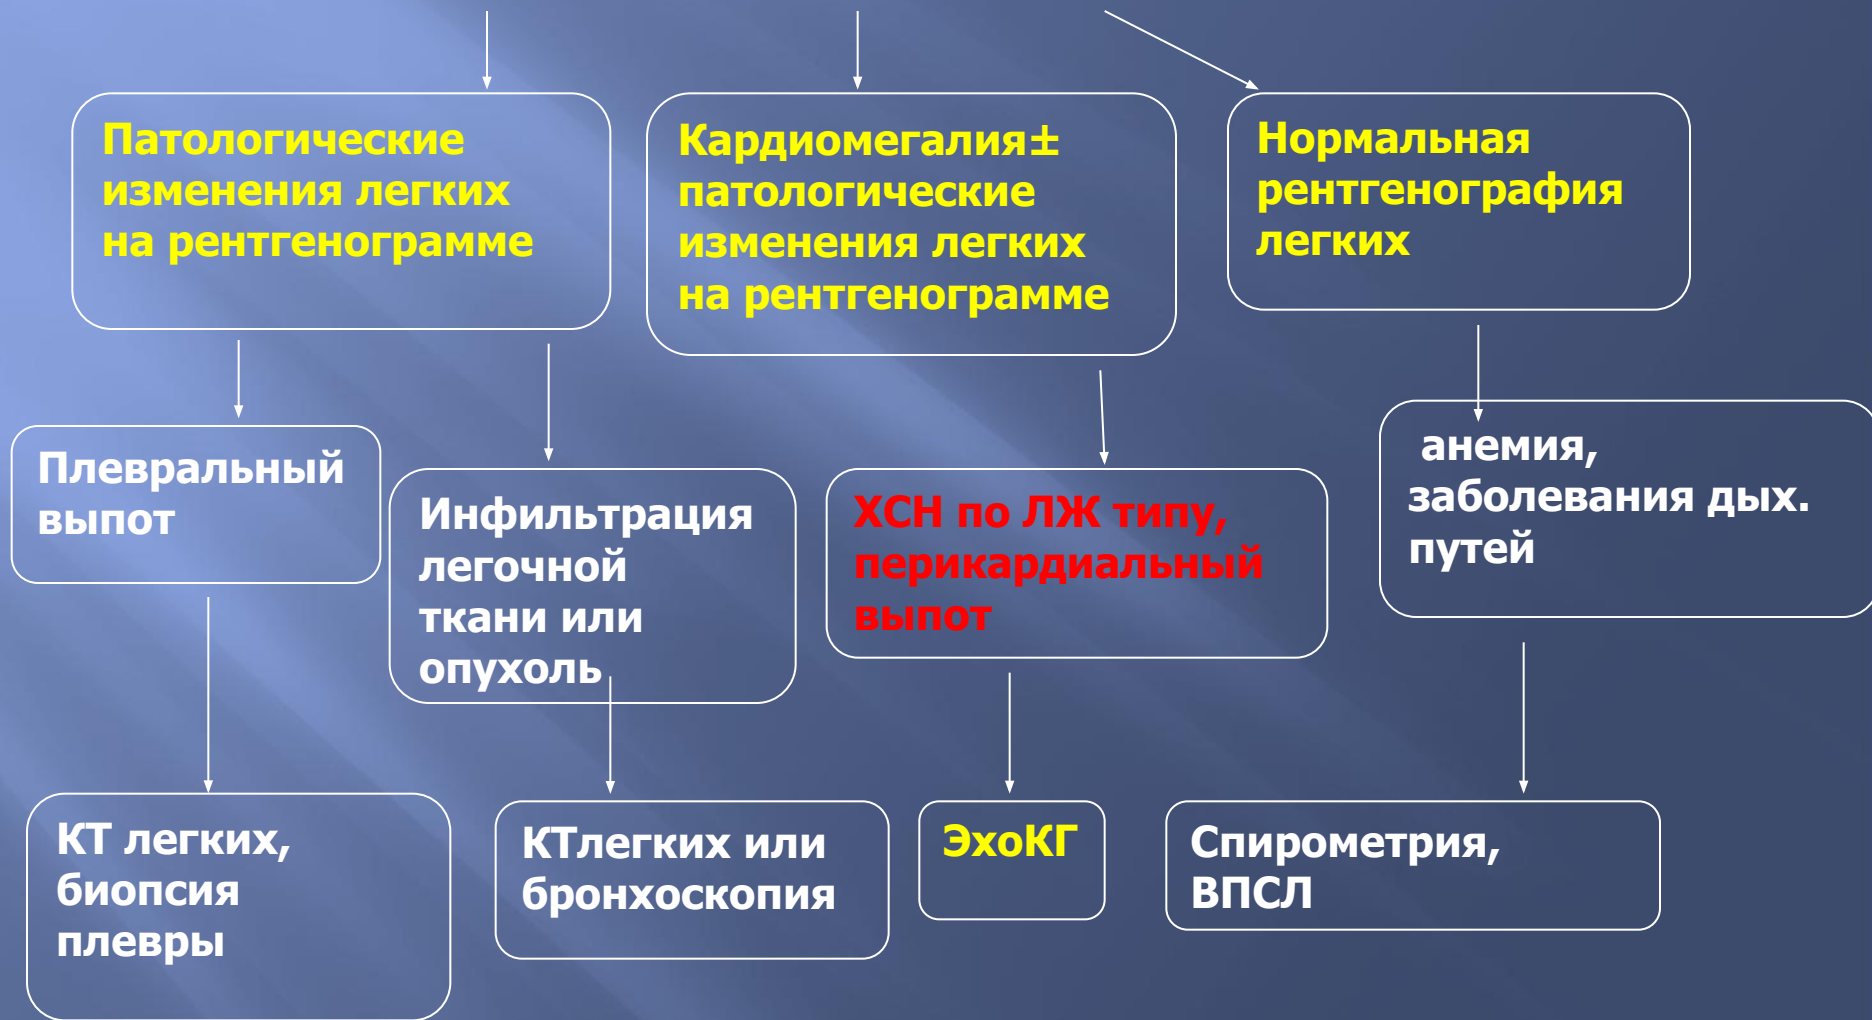 Патологические
изменения легких
на рентгенограмме
Кардиомегалия±
патологические
изменения легких
на рентгенограмме
Нормальная
рентгенография
легких
Плевральный
выпот
Инфильтрация
легочной
ткани или
опухоль
ХСН по ЛЖ типу,
перикардиальный
выпот
анемия,
заболевания дых.
путей
КТ легких,
биопсия
плевры
КТлегких или
бронхоскопия
ЭхоКГ
Спирометрия,
ВПСЛ